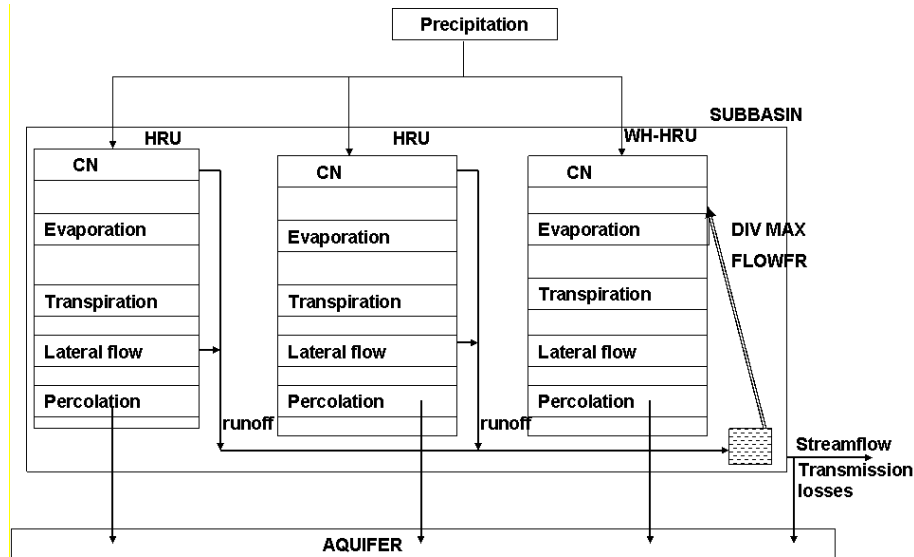 Precipitation
SUBBASIN
HRU
HRU
WH-HRU
CN
Evaporation
Transpiration
Lateral flow
Percolation
runoff
CN
Evaporation
Transpiration
Lateral flow
Percolation
runoff
CN
Evaporation
Transpiration
Lateral flow
Percolation
DIV MAX
FLOWFR
Streamflow
Transmission
losses
AQUIFER